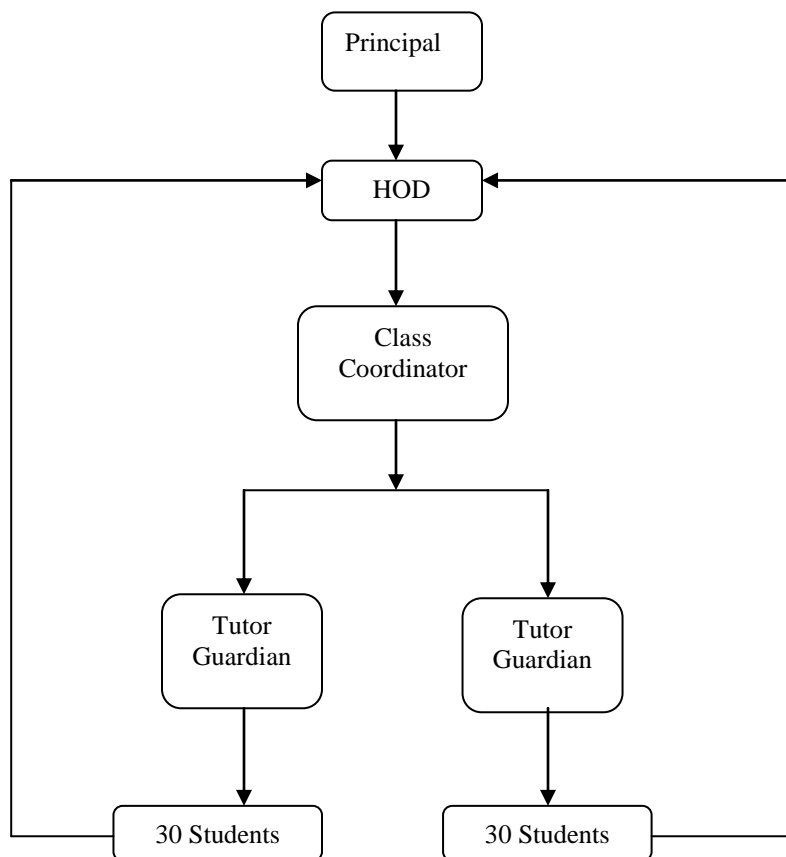 Principal
HOD
Class
Coordinator
Tutor
Guardian
Tutor
Guardian
30 Students
30 Students